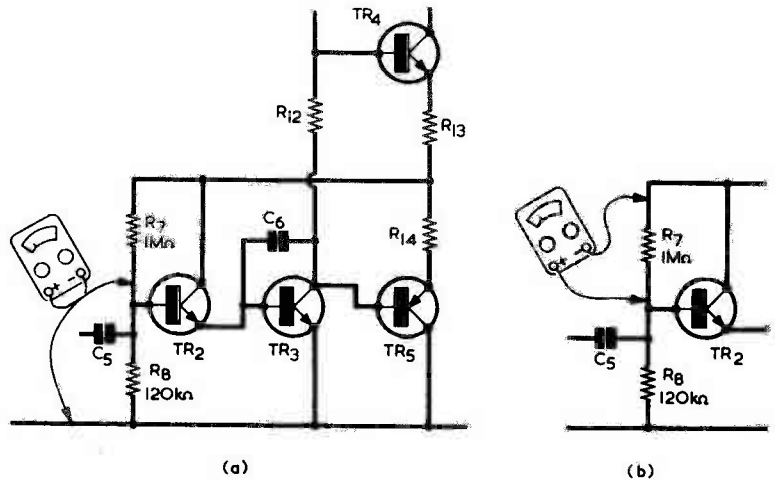 TR4
R12
R13
R7
1MΩ
C6
R14
+ -
C5
TR2
TR3
TR5
R8
120kΩ
(a)
+ -
R7
1MΩ
C5
TR2
R8
120kΩ
(b)